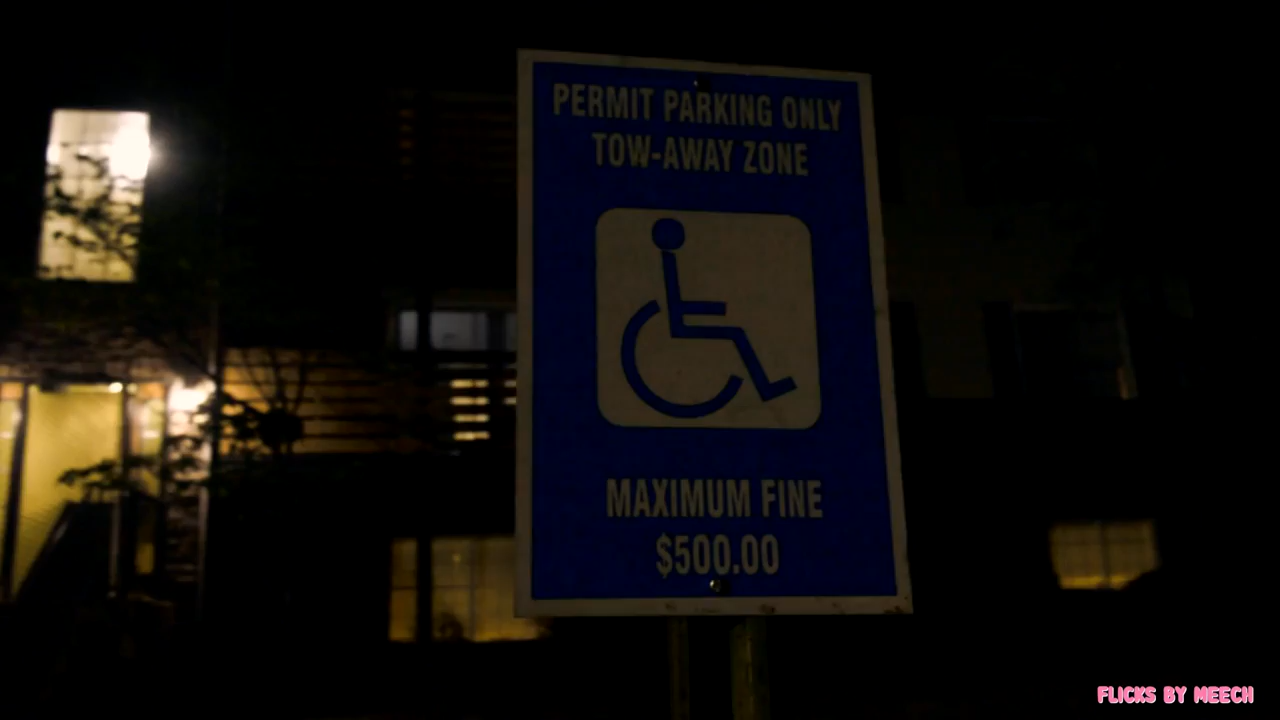 PERMIT PARKING ONLY
TOW-AWAY ZONE
MAXIMUM FINE
$500.00
FLICKS BY MEECH